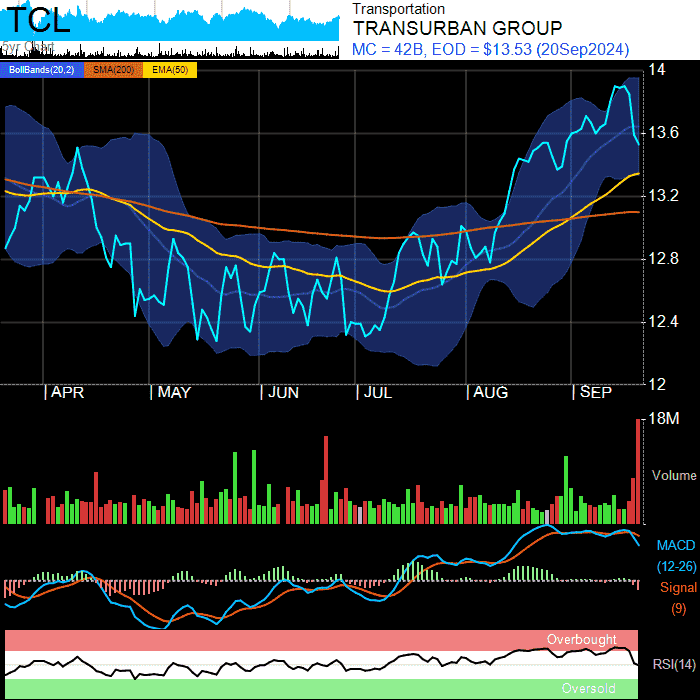 TCL
5yr Chart
Transportation
TRANSURBAN GROUP
MC = 42B, EOD = $13.53 (20Sep2024)
BollBands(20,2) SMA(200) EMA(50)
14
13.6
13.2
12.8
12.4
12
| APR | MAY | JUN | JUL | AUG | SEP
18M
Volume
MACD
(12-26)
Signal
(9)
Overbought
RSI(14)
Oversold